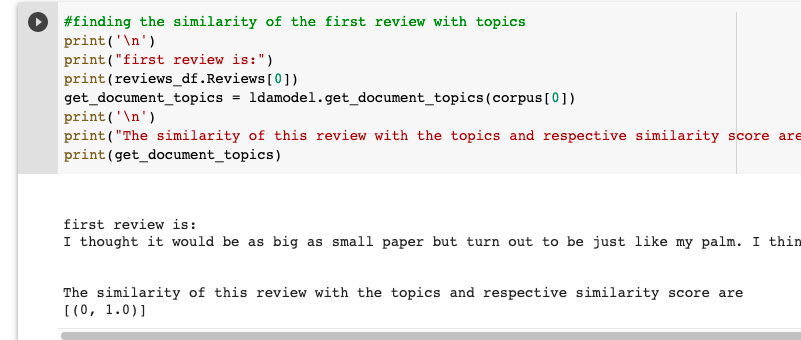 #finding the similarity of the first review with topics
print('\n')
print("first review is:")
print(reviews_df.Reviews[0])
get_document_topics = ldamodel.get_document_topics(corpus[0])
print('\n')
print("The similarity of this review with the topics and respective similarity score are
print(get_document_topics)
first review is:
I thought it would be as big as small paper but turn out to be just like my palm. I thin
The similarity of this review with the topics and respective similarity score are
[(0, 1.0)]